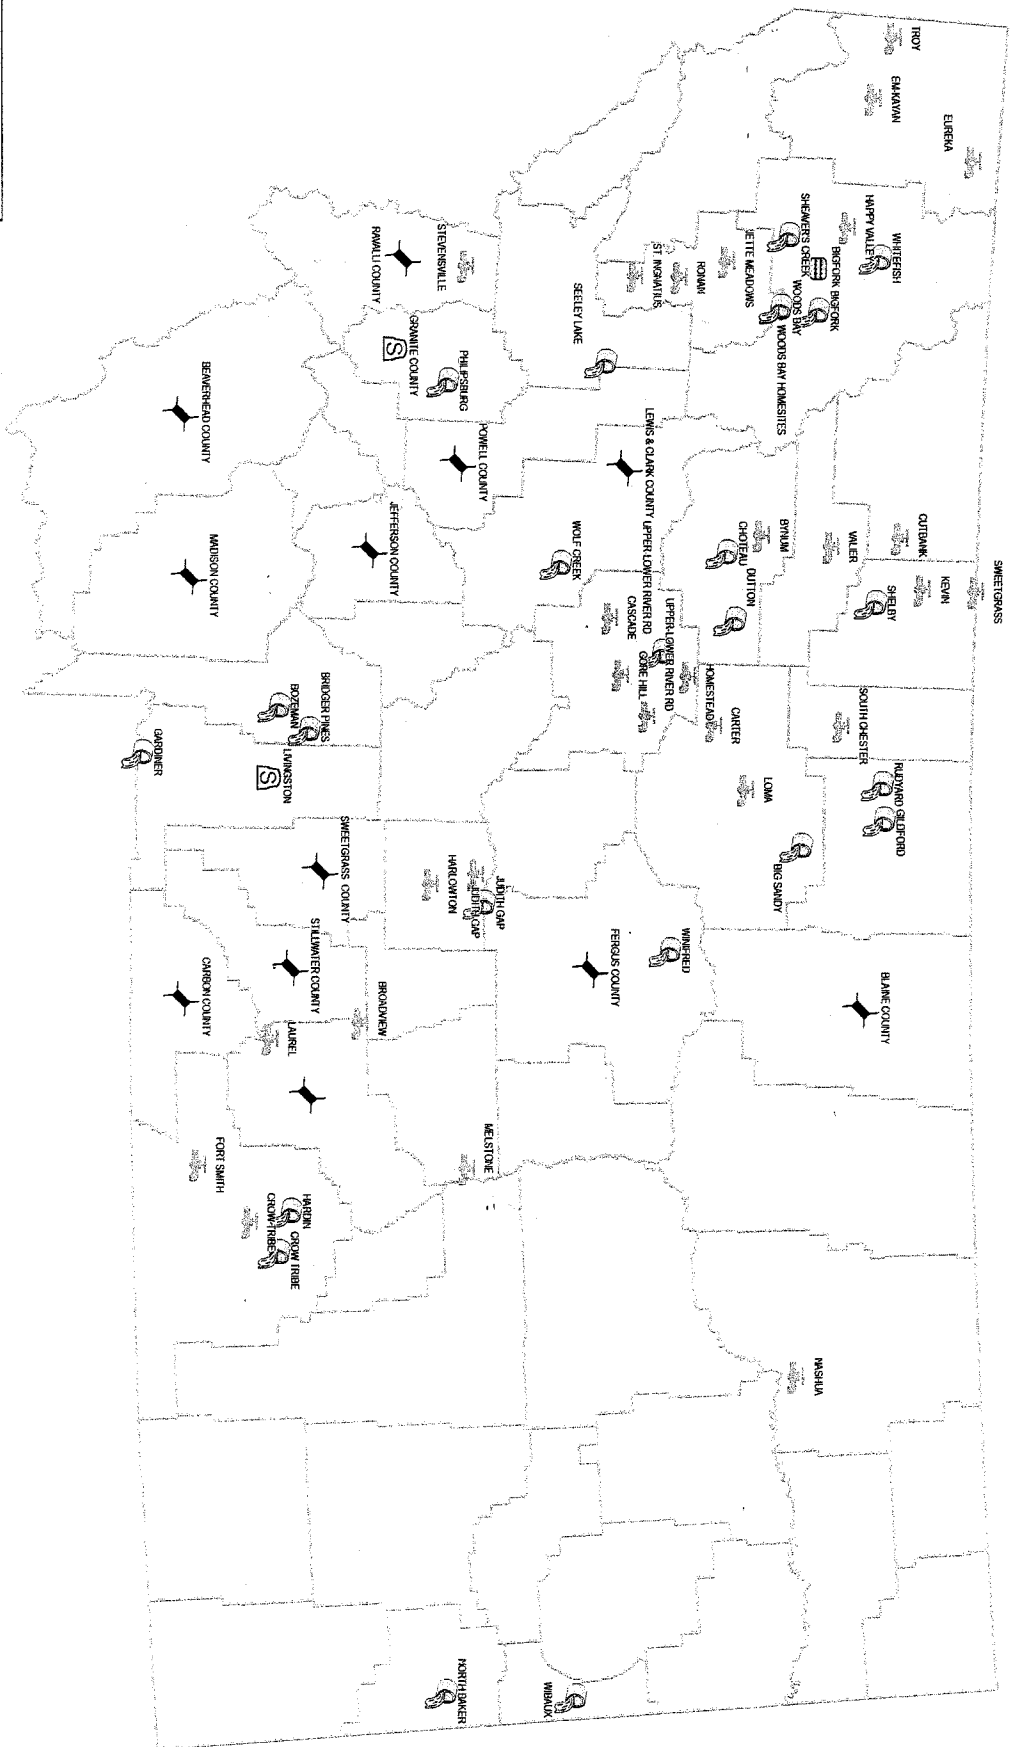 TROY
EM-KAYAN
EUREKA
WHITEFISH
HAPPY VALLEY
BIGFORK BIGFORK
SHEAVER'S CREEK
WOODS BAY
WOODS BAY HOMESITES
JETTE MEADOWS
RONAN
ST. INGNATIUS
SEELEY LAKE
STEVENSVILLE
RAVALLI COUNTY
PHILIPSBURG
GRANITE COUNTY
S
BEAVERHEAD COUNTY
POWELL COUNTY
LEWIS & CLARK COUNTY
SWEETGRASS
CUTBANK
KEVIN
SHELBY
VALIER
BYNUM
CHOTEAU
DUTTON
UPPER LOWER RIVER RD
UPPER-LOWER RIVER RD
CASCADE
GORE HILL
WOLF CREEK
JEFFERSON COUNTY
MADISON COUNTY
HOMESTEAD
CARTER
SOUTH CHESTER
RUDYARD GILDFORD
LOMA
BIG SANDY
BRIDGER PINES
BOZEMAN
LIVINGSTON
S
GARDINER
SWEETGRASS COUNTY
HARLOWTON
JUDITH GAP
JUDITH GAP
WINIFRED
FERGUS COUNTY
BLAINE COUNTY
STILLWATER COUNTY
CARBON COUNTY
BROADVIEW
LAUREL
MELSTONE
FORT SMITH
HARDIN
CROW TRIBE
CROW TRIBE
NASHUA
WIBAUX
NORTH BAKER